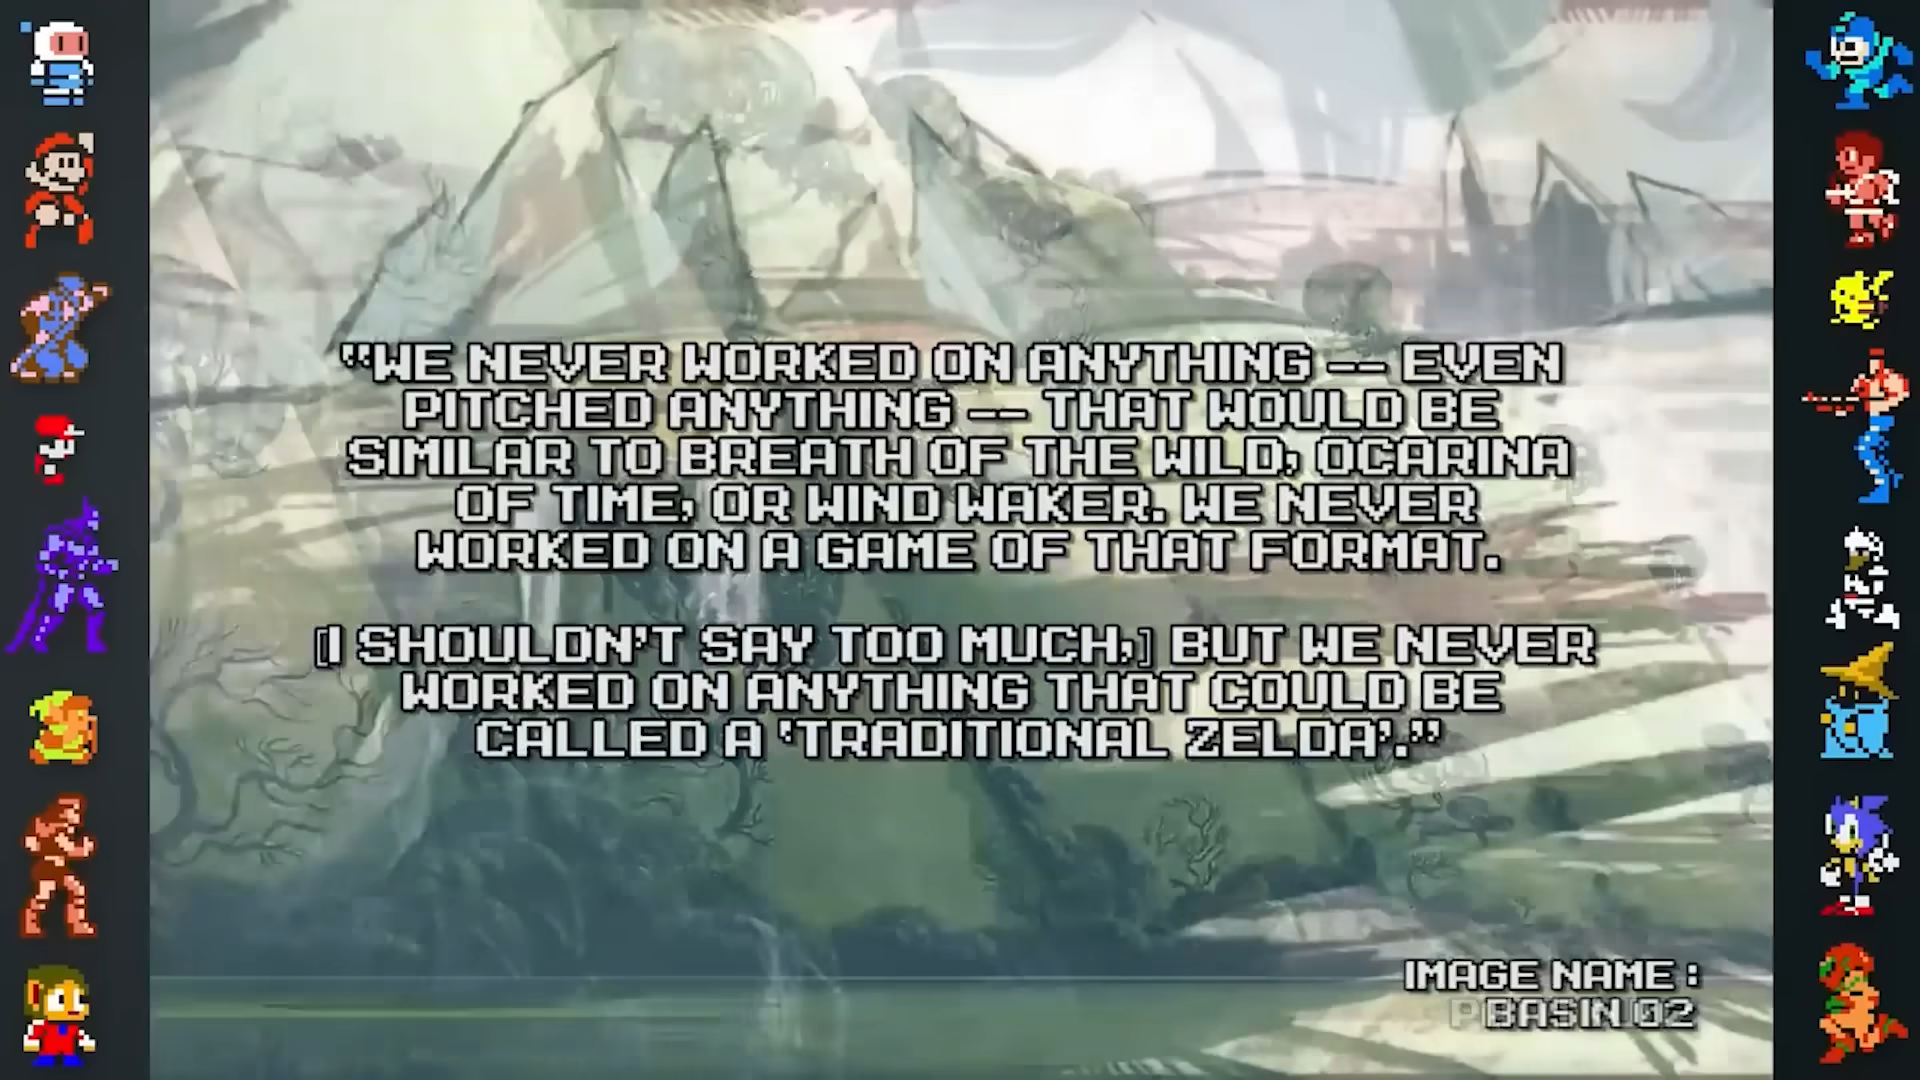 "WE NEVER WORKED ON ANYTHING -- EVEN
PITCHED ANYTHING -- THAT WOULD BE
SIMILAR TO BREATH OF THE WILD, OCARINA
OF TIME, OR WIND WAKER. WE NEVER
WORKED ON A GAME OF THAT FORMAT.
[I SHOULDN'T SAY TOO MUCH,] BUT WE NEVER
WORKED ON ANYTHING THAT COULD BE
CALLED A 'TRADITIONAL ZELDA'."
IMAGE NAME:
BASIN 02